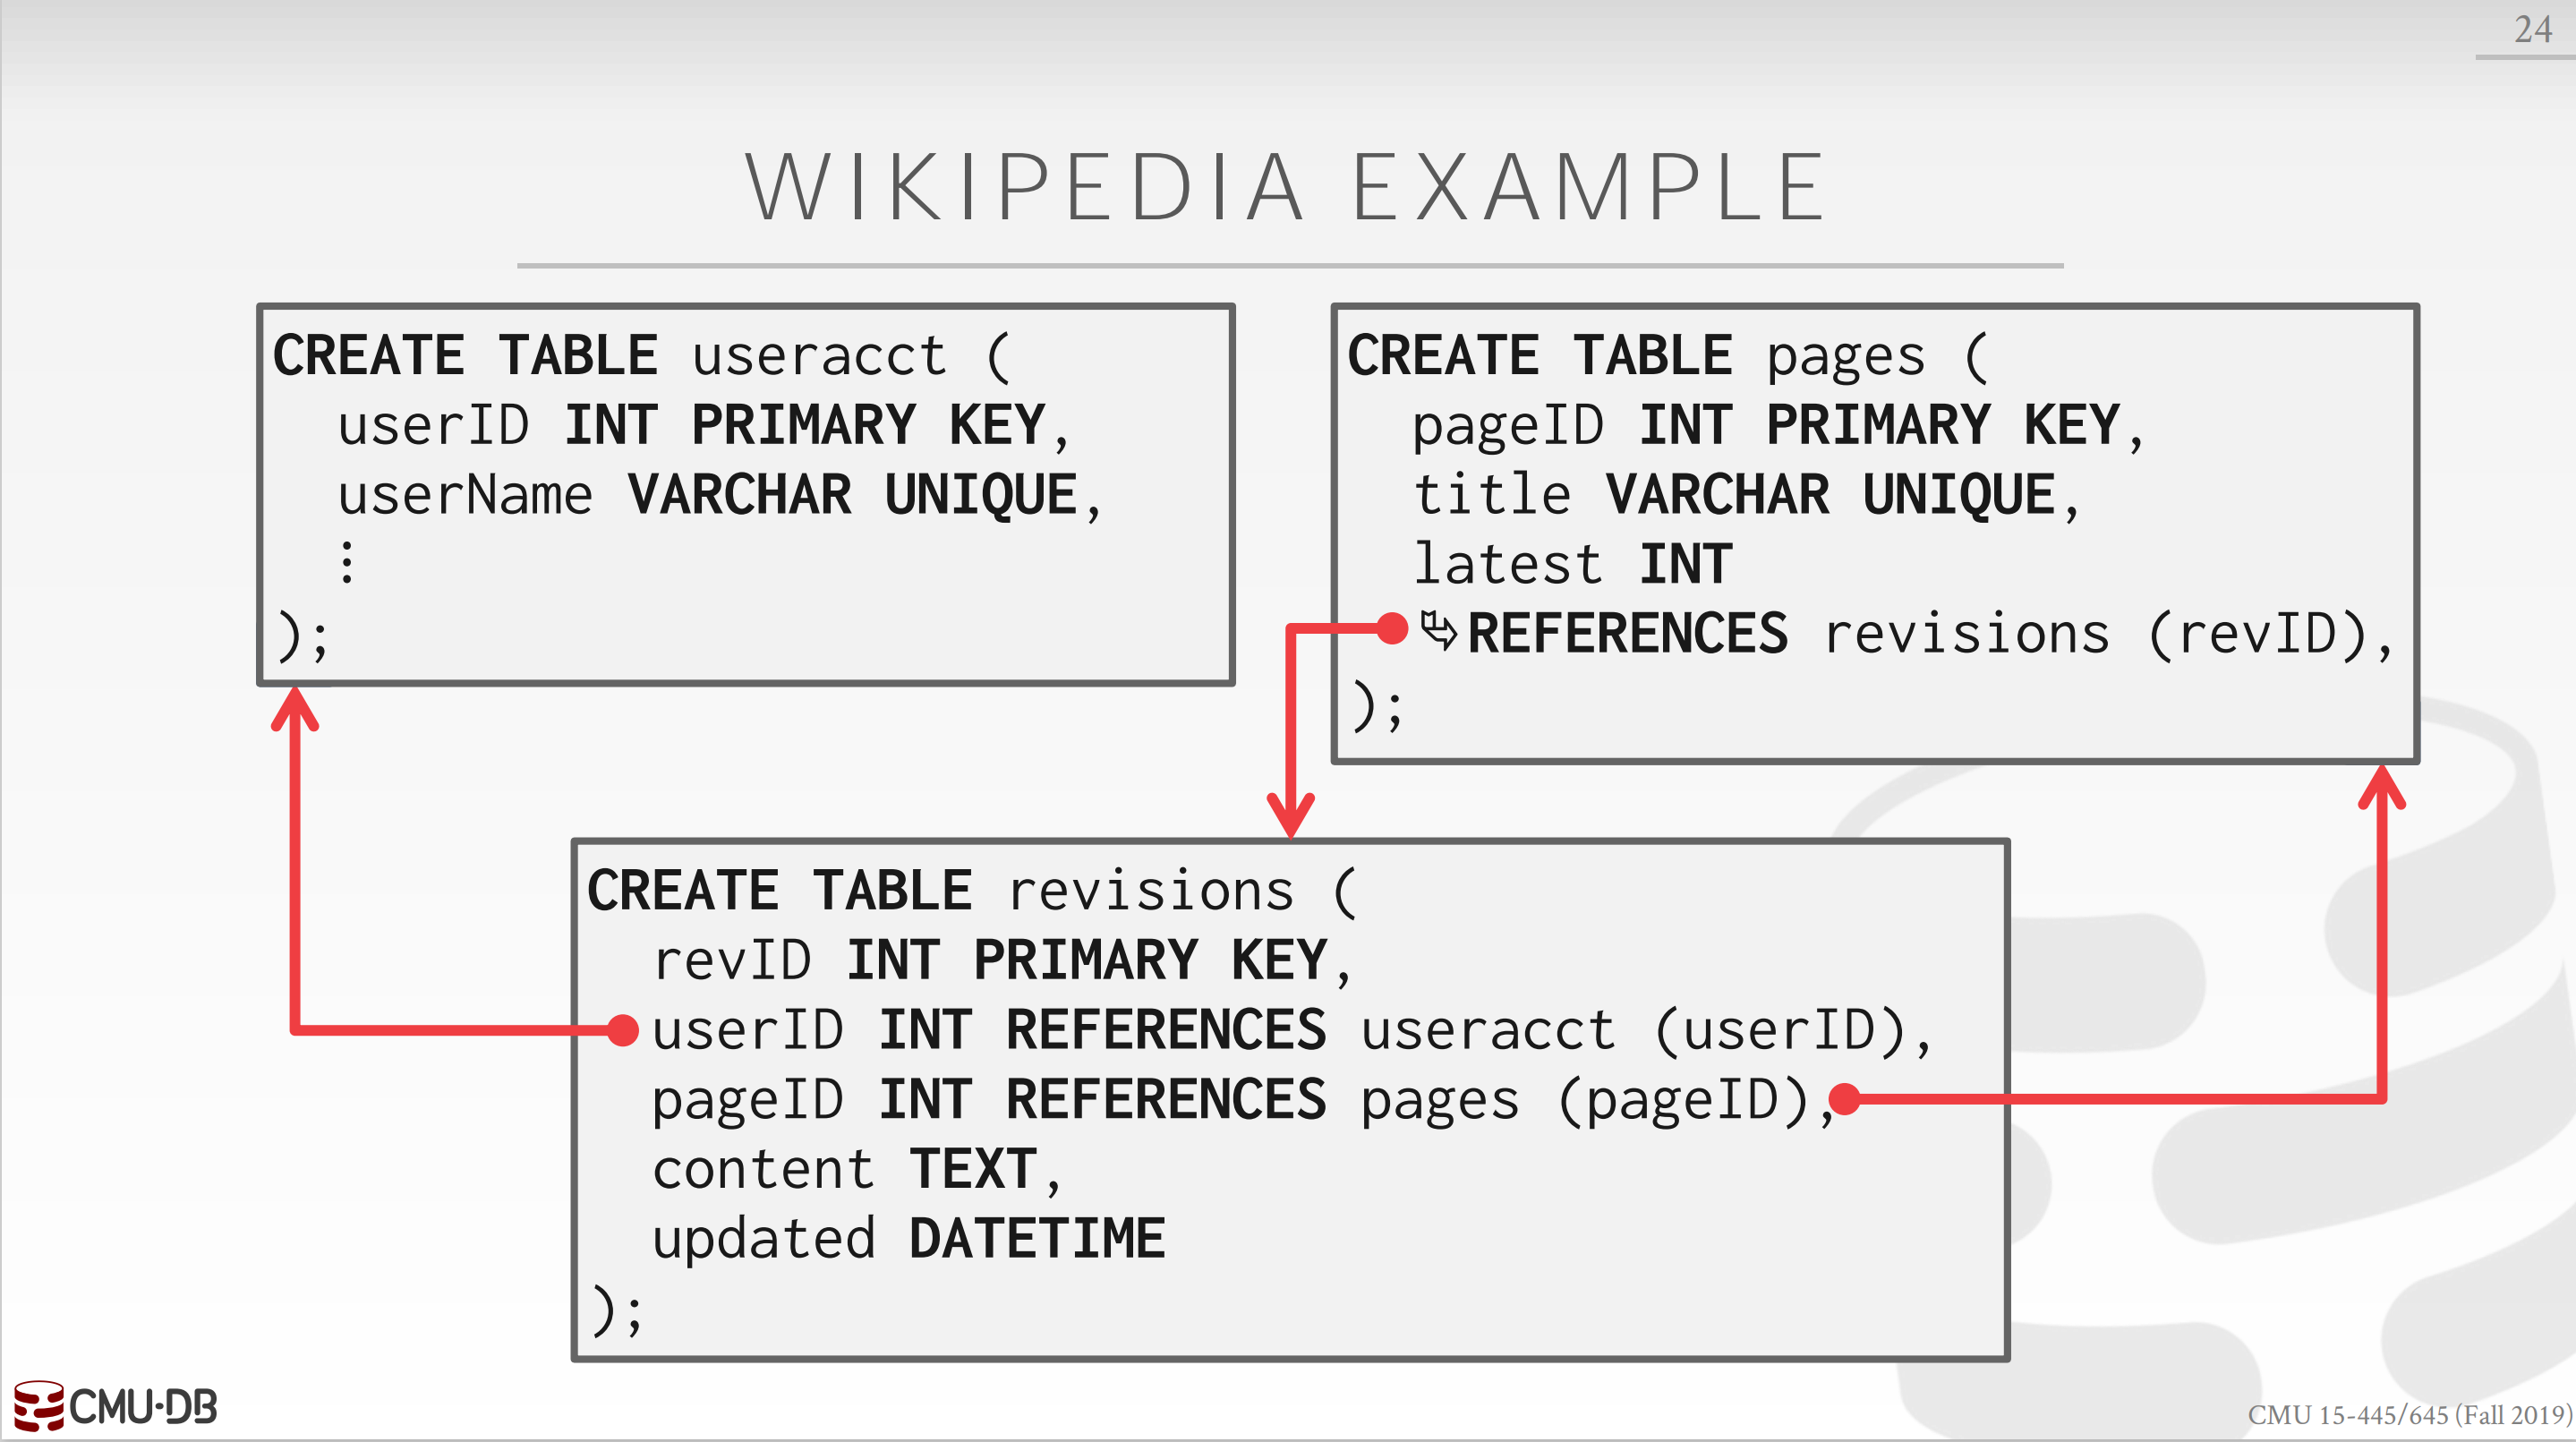 24
WIKIPEDIA EXAMPLE
CREATE TABLE useracct (
userID INT PRIMARY KEY,
userName VARCHAR UNIQUE,
⋮
);
CREATE TABLE pages (
pageID INT PRIMARY KEY,
title VARCHAR UNIQUE,
latest INT
⮱REFERENCES revisions (revID),
);
CREATE TABLE revisions (
revID INT PRIMARY KEY,
userID INT REFERENCES useracct (userID),
pageID INT REFERENCES pages (pageID),
content TEXT,
updated DATETIME
);
CMU·DB
CMU 15-445/645 (Fall 2019)